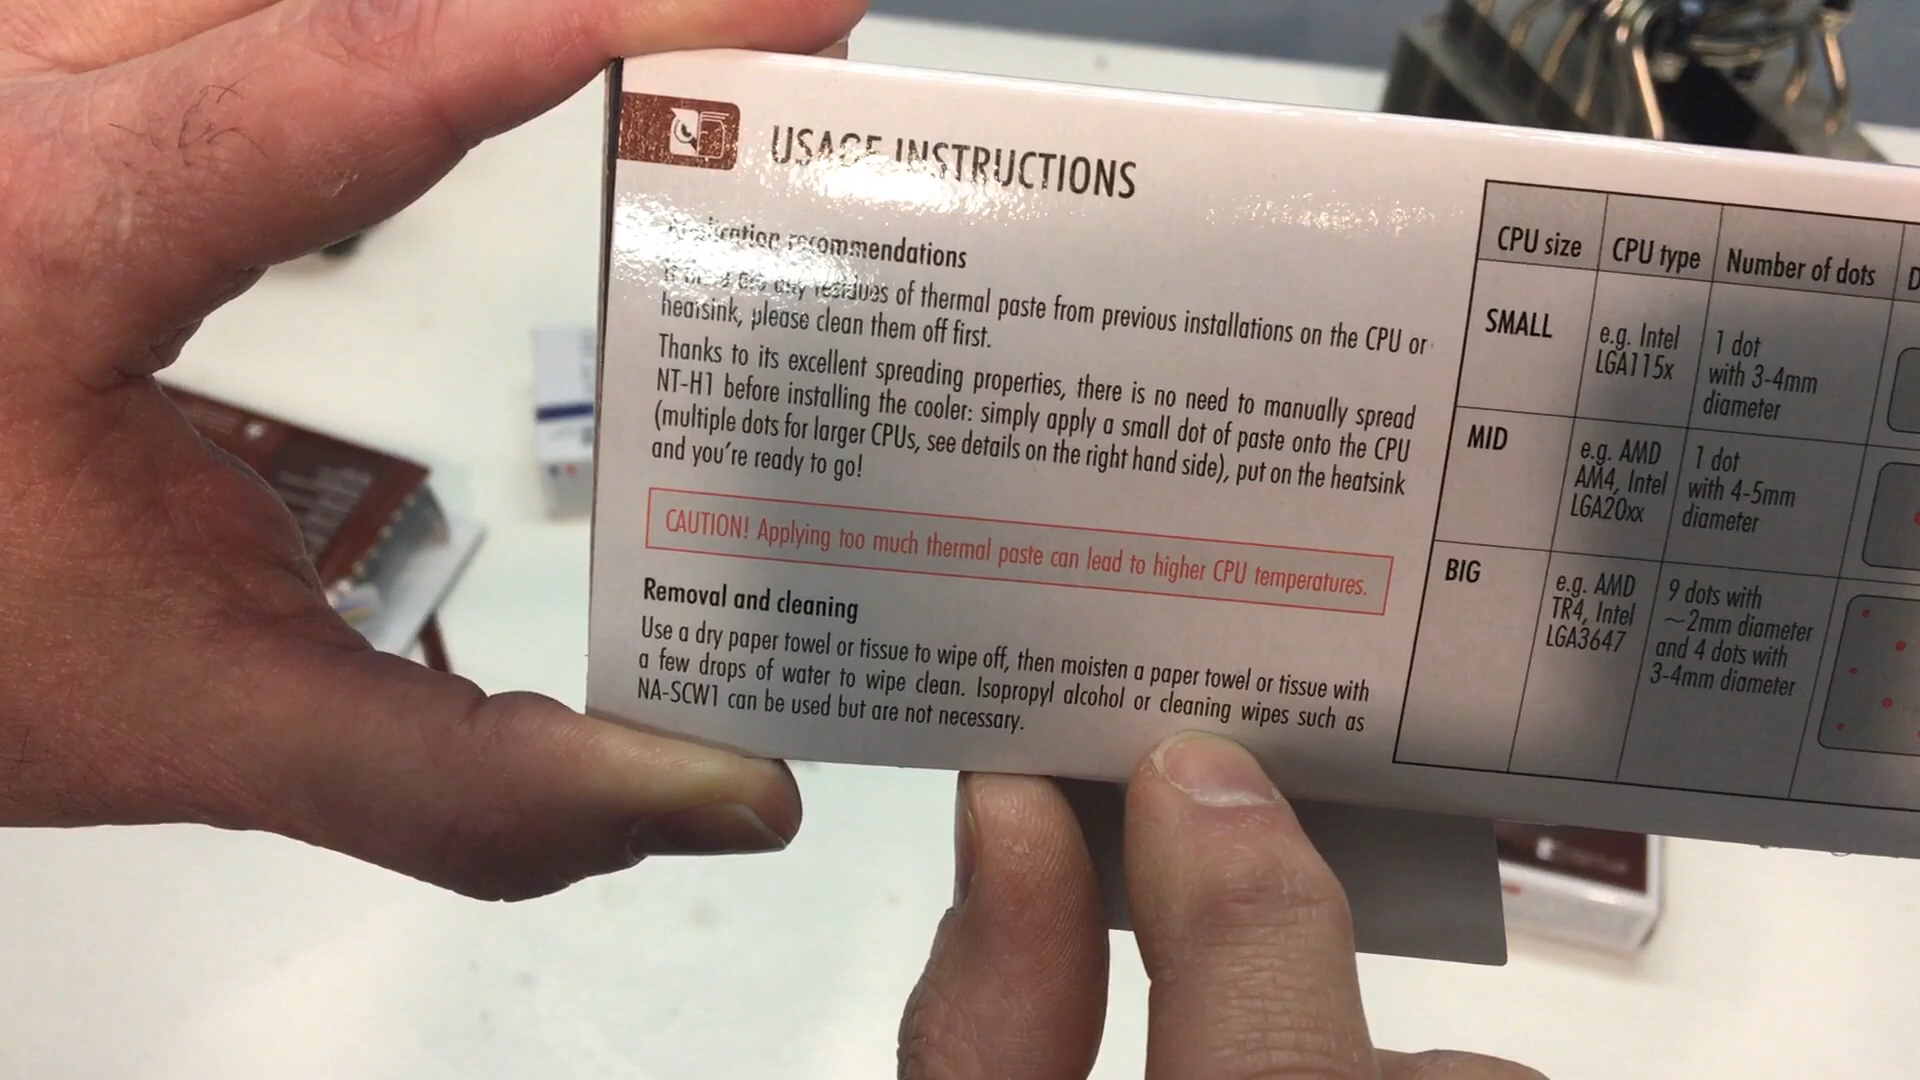 USAGE INSTRUCTIONS
Application recommendations
If there are any residues of thermal paste from previous installations on the CPU or
heatsink, please clean them off first.
Thanks to its excellent spreading properties, there is no need to manually spread
NT-H1 before installing the cooler: simply apply a small dot of paste onto the CPU
(multiple dots for larger CPUs, see details on the right hand side), put on the heatsink
and you're ready to go!
CAUTION! Applying too much thermal paste can lead to higher CPU temperatures.
Removal and cleaning
Use a dry paper towel or tissue to wipe off, then moisten a paper towel or tissue with
a few drops of water to wipe clean. Isopropyl alcohol or cleaning wipes such as
NA-SCW1 can be used but are not necessary.
CPU size CPU type Number of dots D
SMALL
e.g. Intel
LGA115x
1 dot
with 3-4mm
diameter
MID
e.g. AMD
AM4, Intel
LGA20xx
1 dot
with 4-5mm
diameter
BIG
e.g. AMD
TR4, Intel
LGA3647
9 dots with
~2mm diameter
and 4 dots with
3-4mm diameter